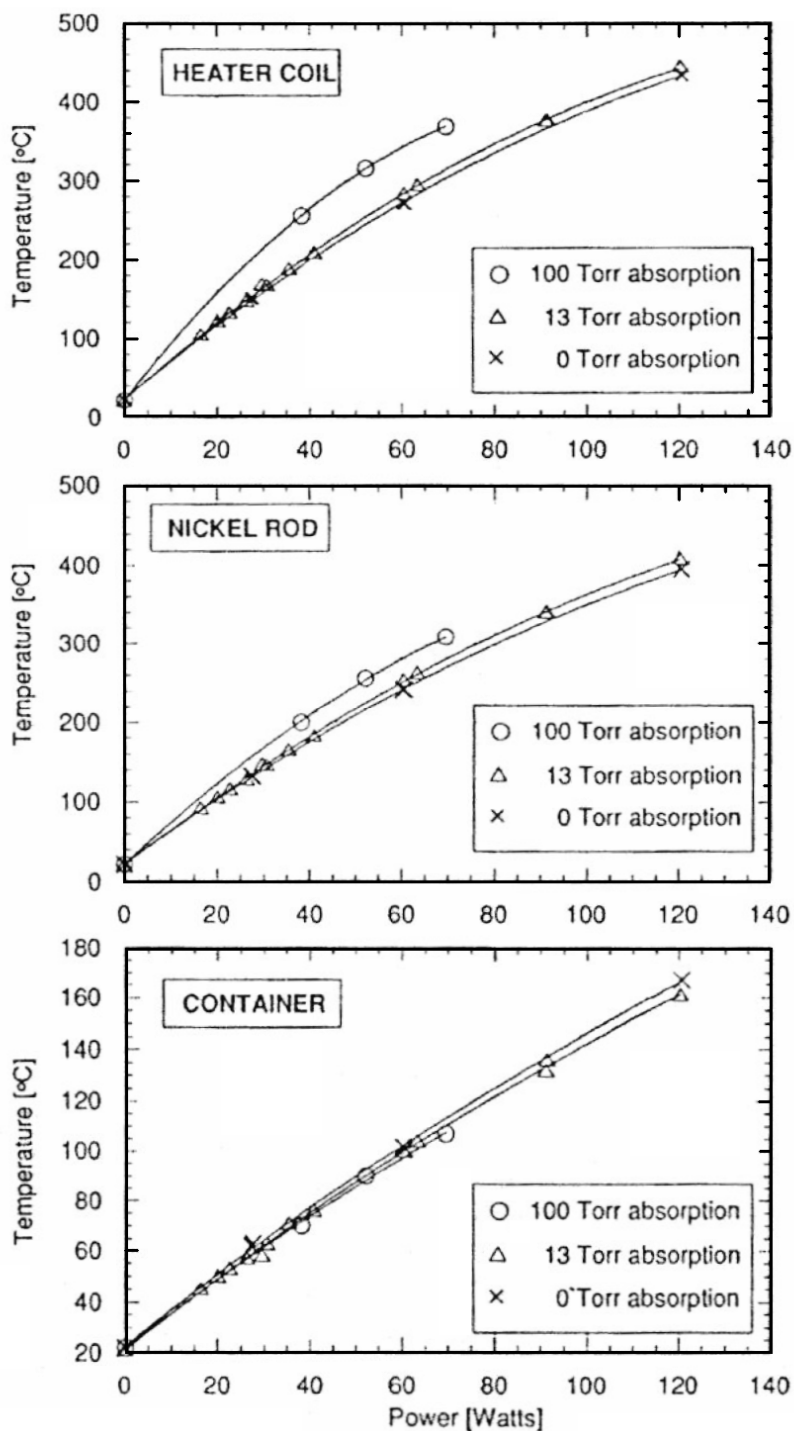 500
400
300
200
100
0
Temperature [°C]
HEATER COIL
100 Torr absorption
13 Torr absorption
0 Torr absorption
0 20 40 60 80 100 120 140
500
400
300
200
100
0
Temperature [°C]
NICKEL ROD
100 Torr absorption
13 Torr absorption
0 Torr absorption
0 20 40 60 80 100 120 140
180
160
140
120
100
80
60
40
20
Temperature [°C]
CONTAINER
100 Torr absorption
13 Torr absorption
0 Torr absorption
0 20 40 60 80 100 120 140
Power [Watts]